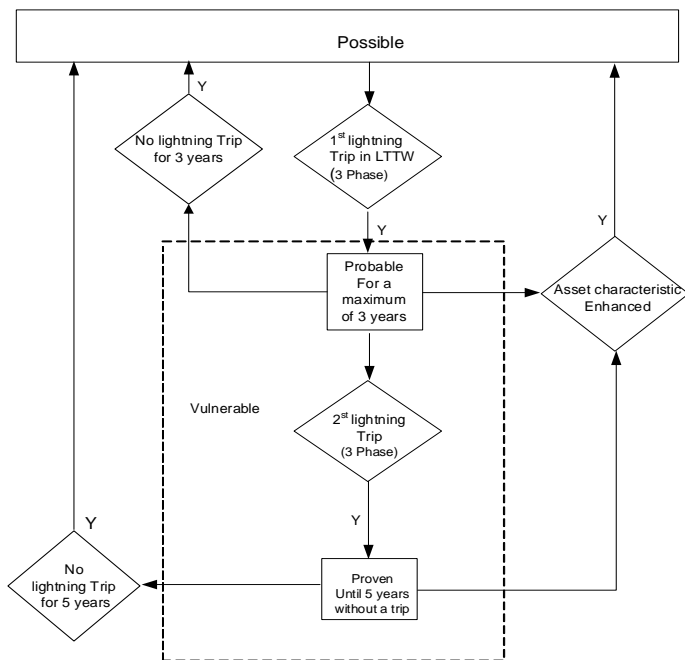 Possible
Y
No lightning Trip
for 3 years
1st lightning
Trip in LTTW
(3 Phase)
Y
Y
Probable
For a
maximum
of 3 years
Asset characteristic
Enhanced
Vulnerable
2st lightning
Trip
(3 Phase)
Y
Y
No
lightning Trip
for 5 years
Proven
Until 5 years
without a trip